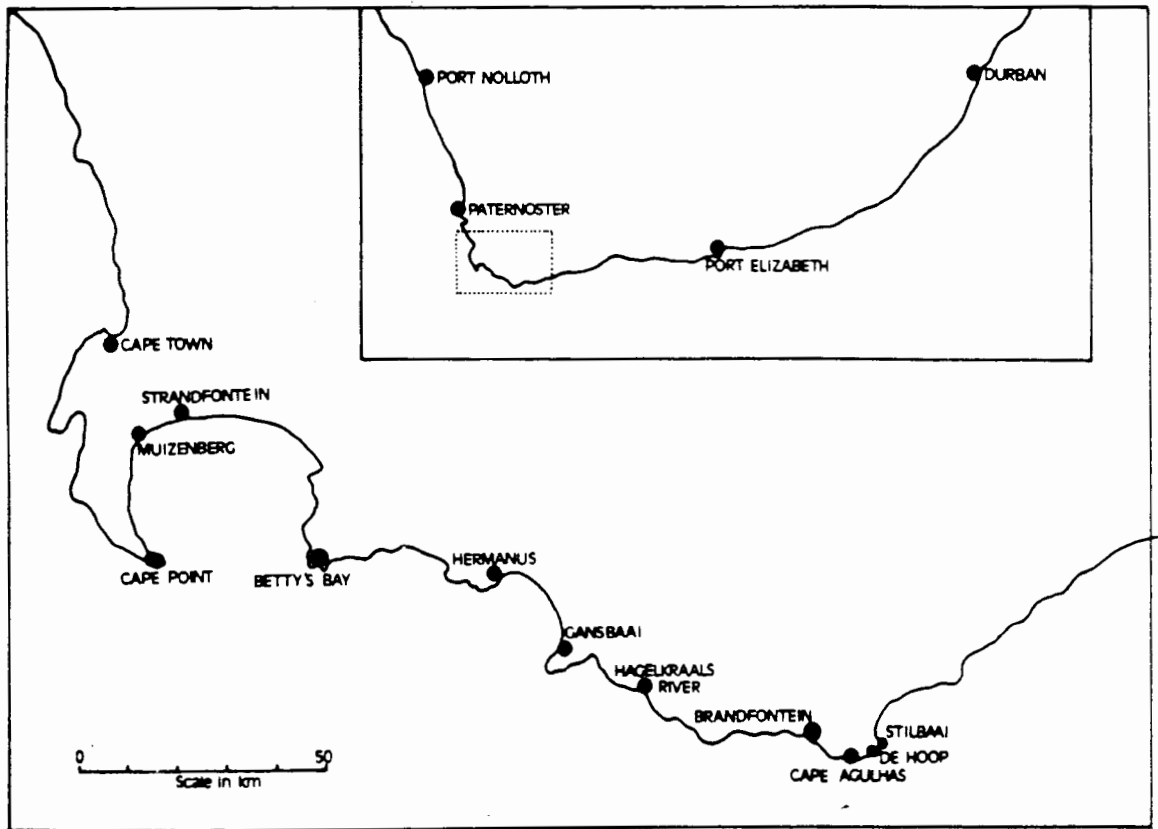 PORT NOLLOTH
DURBAN
PATERNOSTER
PORT ELIZABETH
CAPE TOWN
STRANDFONTEIN
MUIZENBERG
CAPE POINT
BETTY'S BAY
HERMANUS
GANSBAAI
HAGELKRAALS
RIVER
BRANDFONTEIN
STILBAAI
DE HOOP
CAPE AGULHAS
0 50
Scale in km